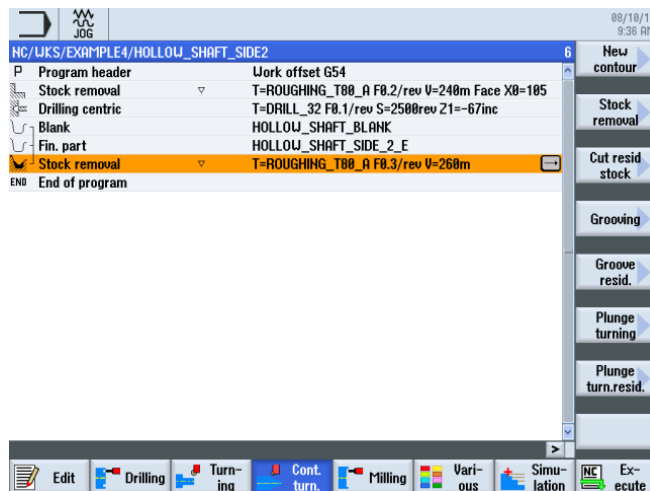 JOG
08/10/1
9:36 AM
NC/WKS/EXAMPLE4/HOLLOW_SHAFT_SIDE2 6
P Program header Work offset G54
Stock removal ▽ T=ROUGHING_T80_A F0.2/rev V=240m Face X0=105
Drilling centric T=DRILL_32 F0.1/rev S=2500rev Z1=-67inc
Blank HOLLOW_SHAFT_BLANK
Fin. part HOLLOW_SHAFT_SIDE_2_E
Stock removal ▽ T=ROUGHING_T80_A F0.3/rev V=260m
END End of program
New
contour
Stock
removal
Cut resid
stock
Grooving
Groove
resid.
Plunge
turning
Plunge
turn.resid.
>
Edit
Drilling
Turn-
ing
Cont.
turn.
Milling
Vari-
ous
Simu-
lation
NC
Ex-
ecute